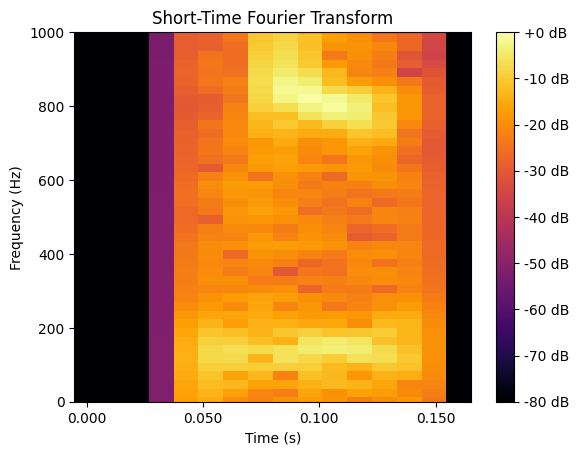 Short-Time Fourier Transform
Frequency (Hz)
1000
800
600
400
200
0
0.000
0.050
0.100
0.150
Time (s)
+0 dB
-10 dB
-20 dB
-30 dB
-40 dB
-50 dB
-60 dB
-70 dB
-80 dB